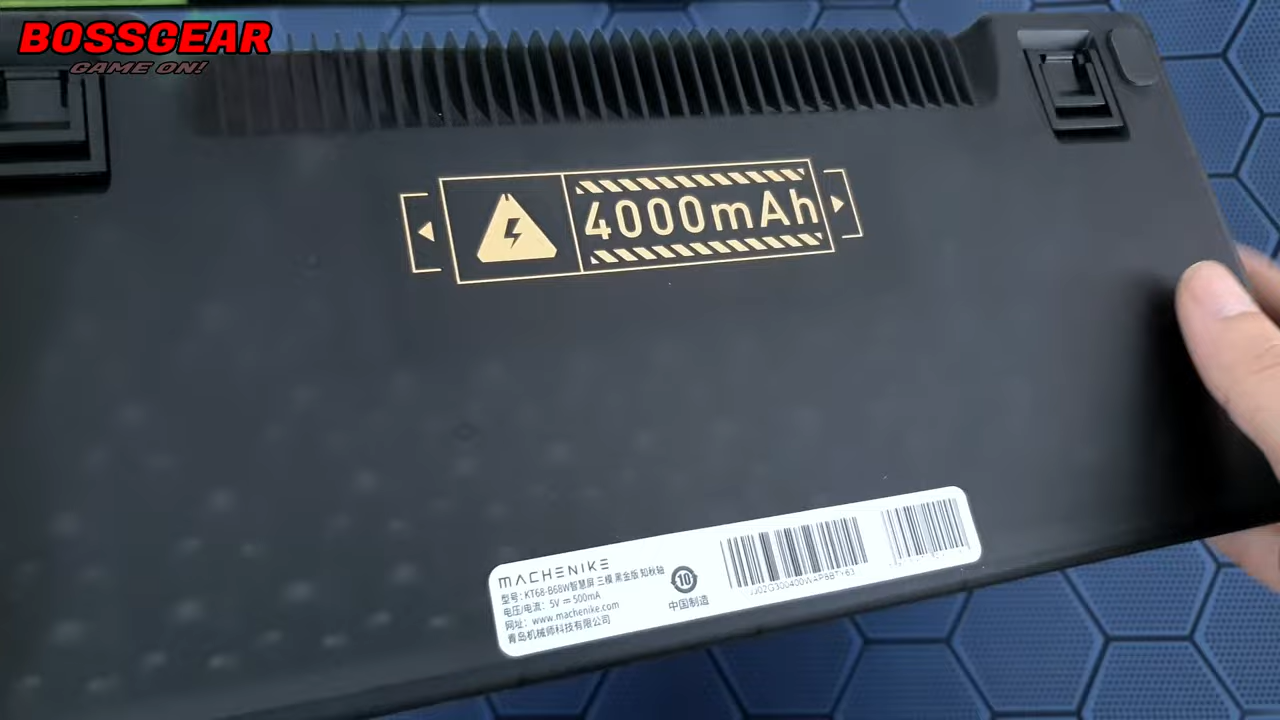 BOSSGEAR
GAME ON!
4000mAh
MACHENIKE
型号: KT68-B68W智慧屏 三模 黑金版 知秋轴
电压/电流: 5V ⎓ 500mA
网址: www.machenike.com
青岛机械师科技有限公司
10
中国制造